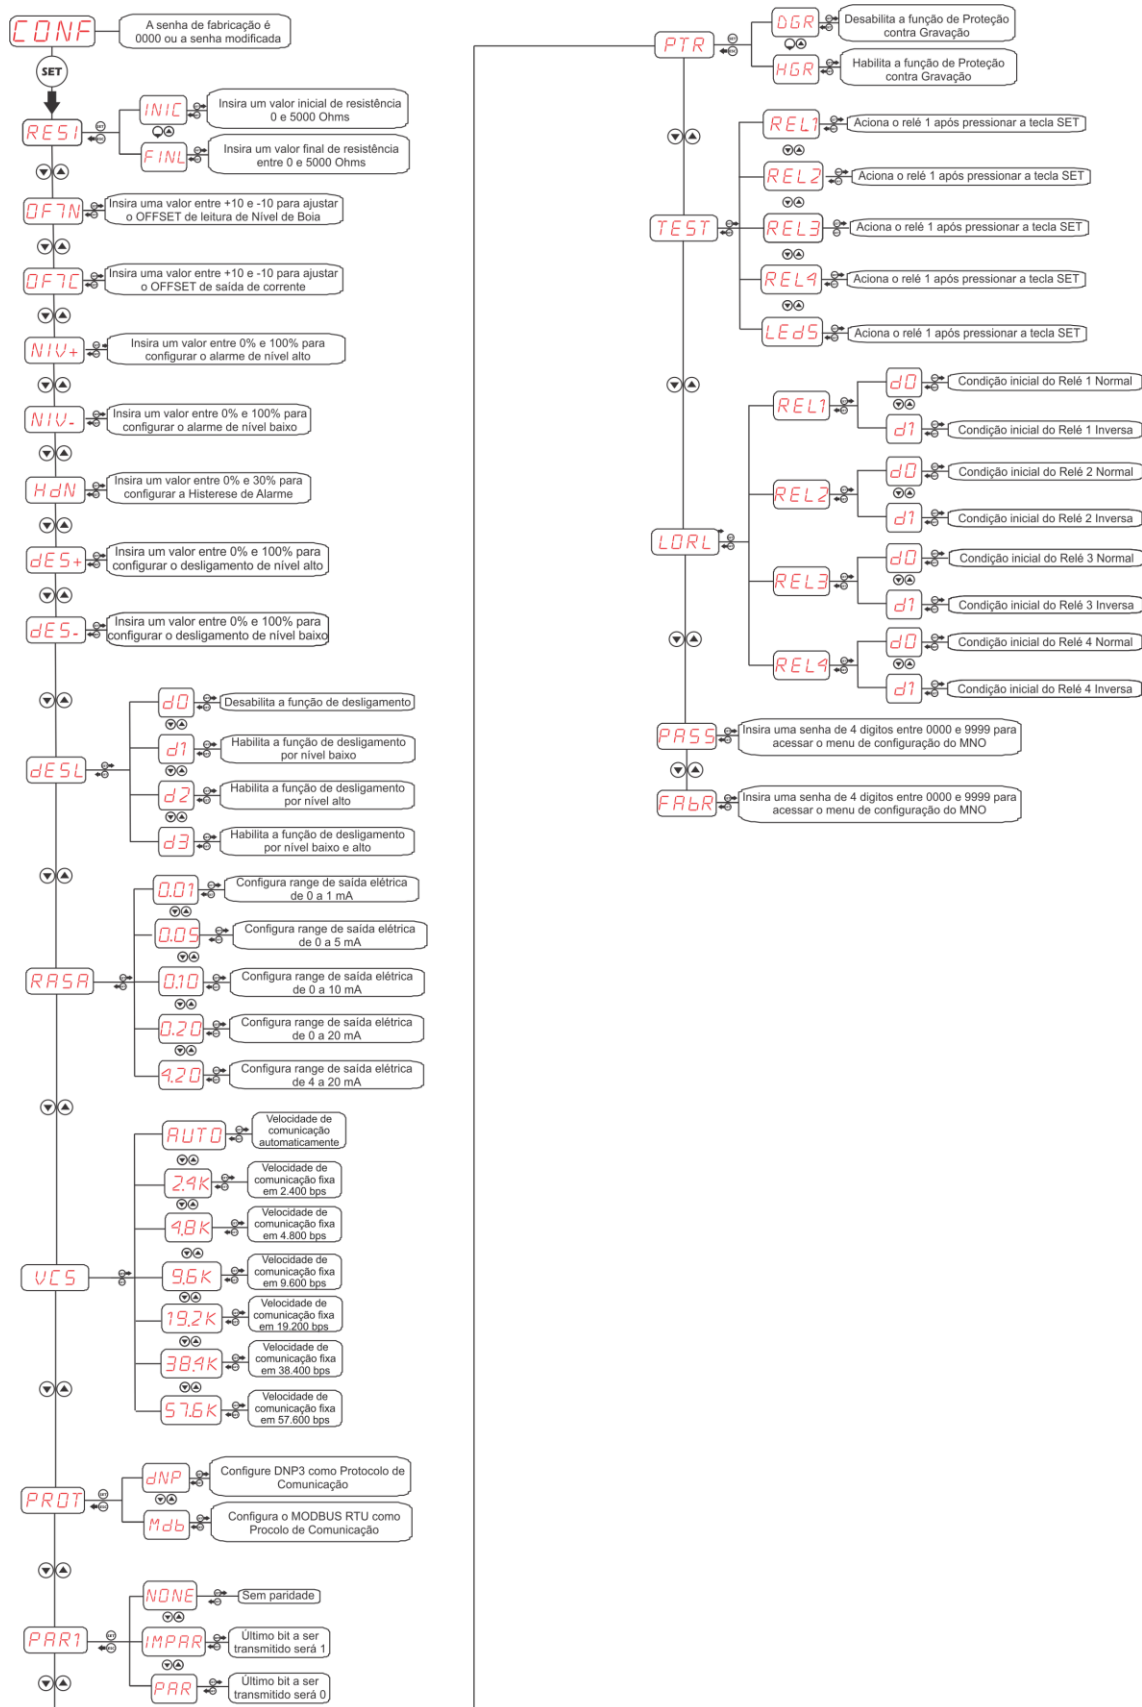 CONF
A senha de fabricação é
0000 ou a senha modificada
SET
RESI
INIC
Insira um valor inicial de resistência
0 e 5000 Ohms
FINL
Insira um valor final de resistência
entre 0 e 5000 Ohms
OF7N
Insira uma valor entre +10 e -10 para ajustar
o OFFSET de leitura de Nível de Boia
OF7C
Insira uma valor entre +10 e -10 para ajustar
o OFFSET de saída de corrente
NIV+
Insira um valor entre 0% e 100% para
configurar o alarme de nível alto
NIV-
Insira um valor entre 0% e 100% para
configurar o alarme de nível baixo
HdN
Insira um valor entre 0% e 30% para
configurar a Histerese de Alarme
dES+
Insira um valor entre 0% e 100% para
configurar o desligamento de nível alto
dES-
Insira um valor entre 0% e 100% para
configurar o desligamento de nível baixo
dESL
d0
Desabilita a função de desligamento
d1
Habilita a função de desligamento
por nível baixo
d2
Habilita a função de desligamento
por nível alto
d3
Habilita a função de desligamento
por nível baixo e alto
RASA
0.01
Configura range de saída elétrica
de 0 a 1 mA
0.05
Configura range de saída elétrica
de 0 a 5 mA
0.10
Configura range de saída elétrica
de 0 a 10 mA
0.20
Configura range de saída elétrica
de 0 a 20 mA
4.20
Configura range de saída elétrica
de 4 a 20 mA
VCS
AUTO
Velocidade de
comunicação
automaticamente
2.4K
Velocidade de
comunicação fixa
em 2.400 bps
4.8K
Velocidade de
comunicação fixa
em 4.800 bps
9.6K
Velocidade de
comunicação fixa
em 9.600 bps
19.2K
Velocidade de
comunicação fixa
em 19.200 bps
38.4K
Velocidade de
comunicação fixa
em 38.400 bps
57.6K
Velocidade de
comunicação fixa
em 57.600 bps
PROT
dNP
Configure DNP3 como Protocolo de
Comunicação
Mdb
Configura o MODBUS RTU como
Procolo de Comunicação
PAR1
NONE
Sem paridade
IMPAR
Último bit a ser
transmitido será 1
PAR
Último bit a ser
transmitido será 0
PTR
DGR
Desabilita a função de Proteção
contra Gravação
HGR
Habilita a função de Proteção
contra Gravação
TEST
REL1
Aciona o relé 1 após pressionar a tecla SET
REL2
Aciona o relé 1 após pressionar a tecla SET
REL3
Aciona o relé 1 após pressionar a tecla SET
REL4
Aciona o relé 1 após pressionar a tecla SET
LEdS
Aciona o relé 1 após pressionar a tecla SET
LORL
REL1
d0
Condição inicial do Relé 1 Normal
d1
Condição inicial do Relé 1 Inversa
REL2
d0
Condição inicial do Relé 2 Normal
d1
Condição inicial do Relé 2 Inversa
REL3
d0
Condição inicial do Relé 3 Normal
d1
Condição inicial do Relé 3 Inversa
REL4
d0
Condição inicial do Relé 4 Normal
d1
Condição inicial do Relé 4 Inversa
PASS
Insira uma senha de 4 digitos entre 0000 e 9999 para
acessar o menu de configuração do MNO
FAbR
Insira uma senha de 4 digitos entre 0000 e 9999 para
acessar o menu de configuração do MNO